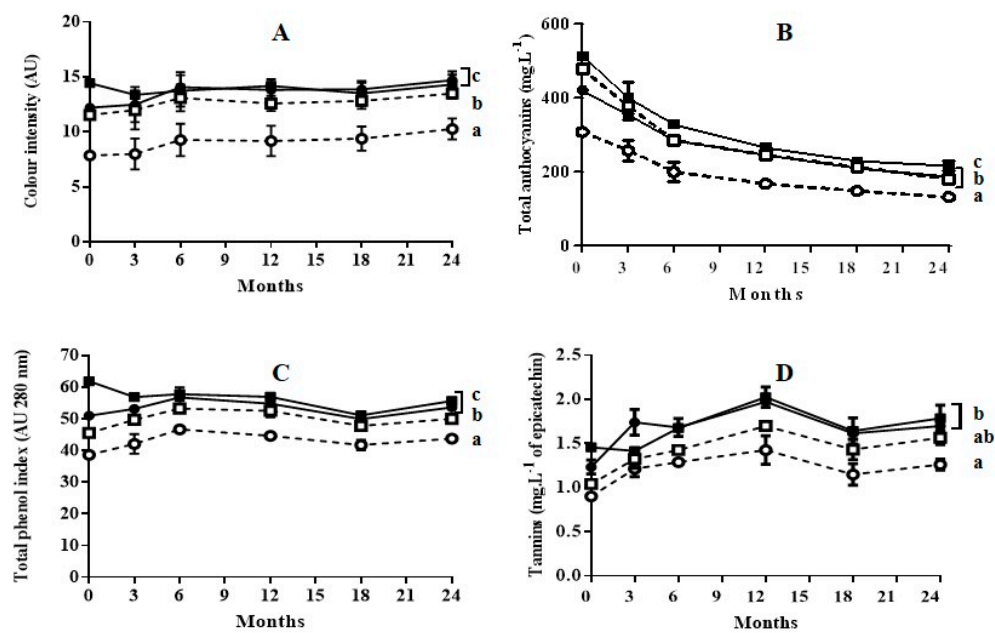 A
20
15
10
5
0
Colour intensity (AU)
c
b
a
0 3 6 9 12 15 18 21 24
Months
B
600
400
200
0
Total anthocyanins (mg.L⁻¹)
c
b
a
0 3 6 9 12 15 18 21 24
Months
C
70
60
50
40
30
20
10
0
Total phenol index (AU 280 nm)
c
b
a
0 3 6 9 12 15 18 21 24
Months
D
2.5
2.0
1.5
1.0
0.5
0.0
Tannins (mg.L⁻¹ of epicatechin)
b
ab
a
0 3 6 9 12 15 18 21 24
Months